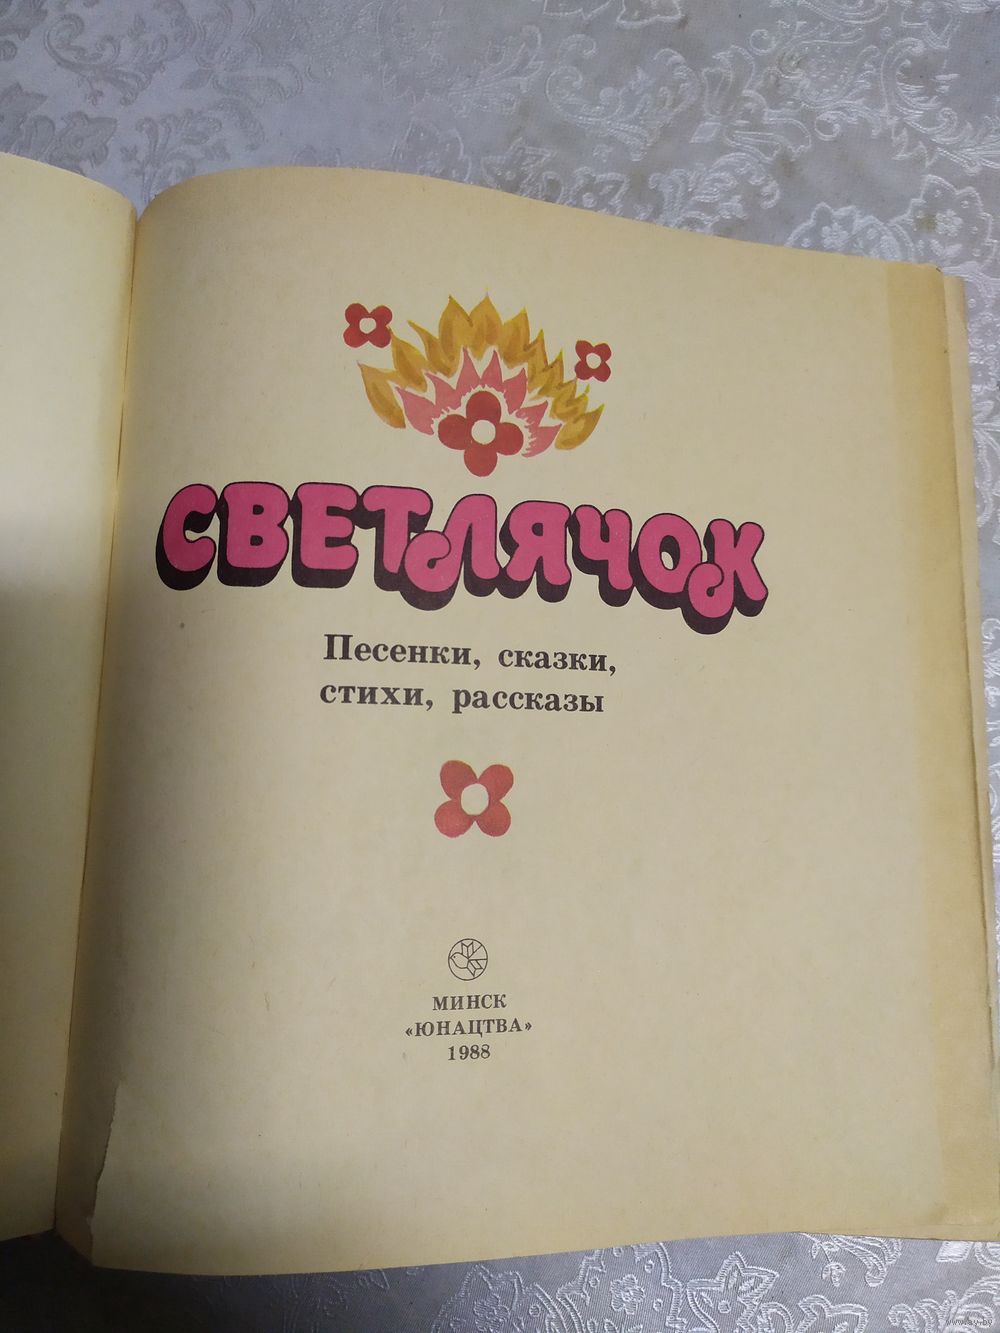 СВЕТЛЯЧОК
Песенки, сказки,
стихи, рассказы
МИНСК
«ЮНАЦТВА»
1988